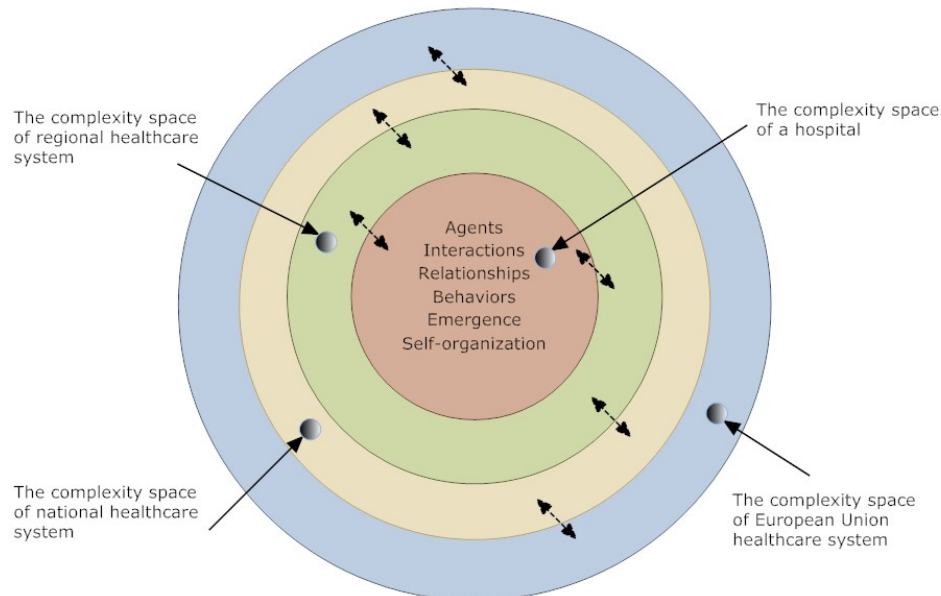 The complexity space
of regional healthcare
system
The complexity space
of a hospital
Agents
Interactions
Relationships
Behaviors
Emergence
Self-organization
The complexity space
of national healthcare
system
The complexity space
of European Union
healthcare system